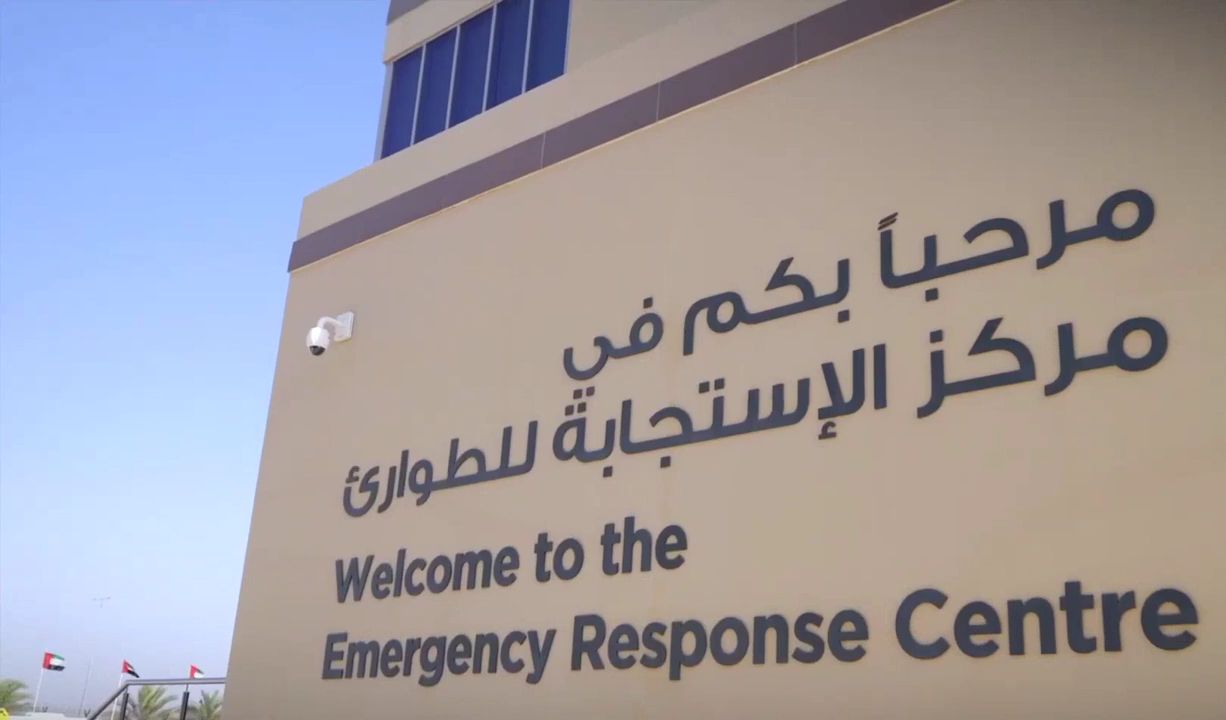 مرحباً بكم في
مركز الإستجابة للطوارئ
Welcome to the
Emergency Response Centre